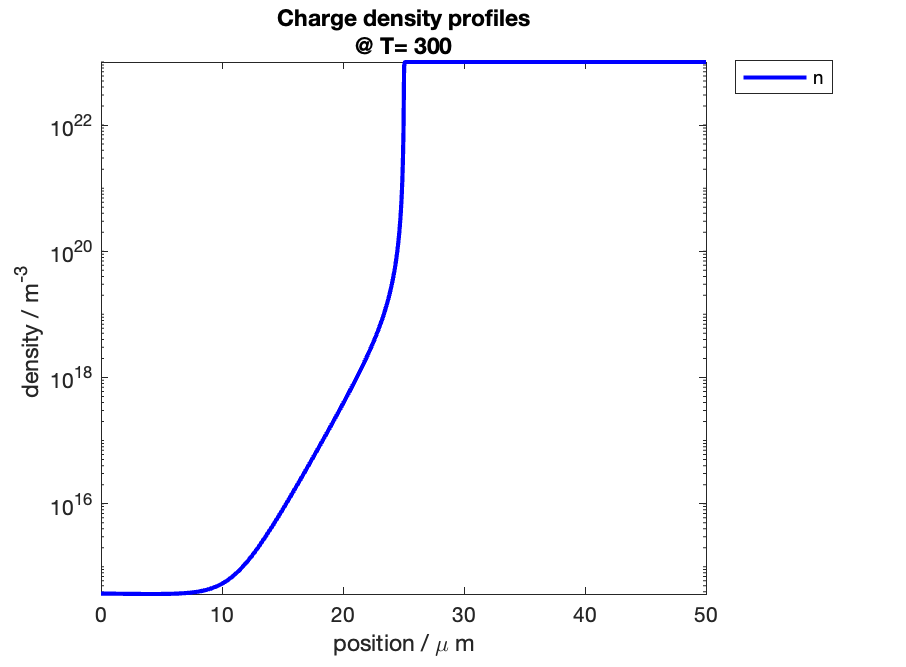 Charge density profiles
@ T= 300
n
density / m-3
10^22
10^20
10^18
10^16
0 10 20 30 40 50
position / μ m